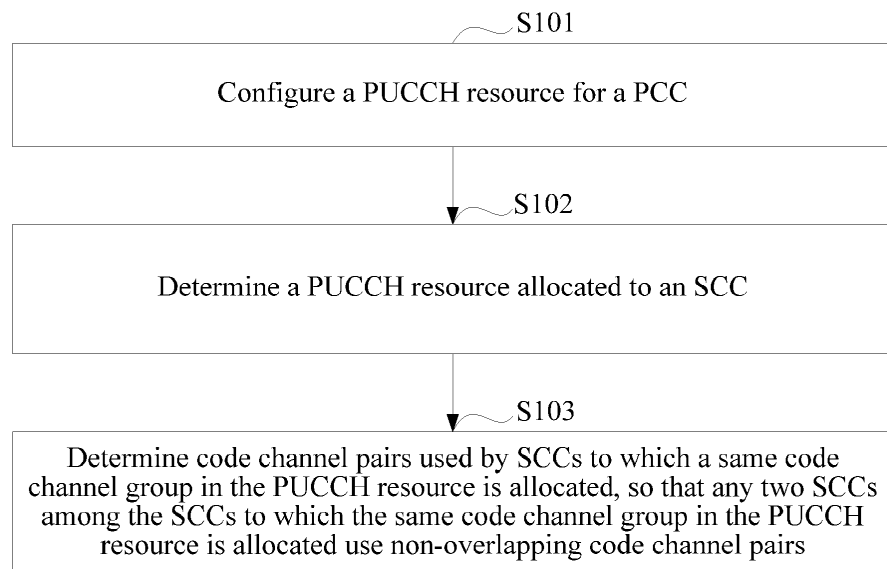 S101
Configure a PUCCH resource for a PCC
S102
Determine a PUCCH resource allocated to an SCC
S103
Determine code channel pairs used by SCCs to which a same code
channel group in the PUCCH resource is allocated, so that any two SCCs
among the SCCs to which the same code channel group in the PUCCH
resource is allocated use non-overlapping code channel pairs